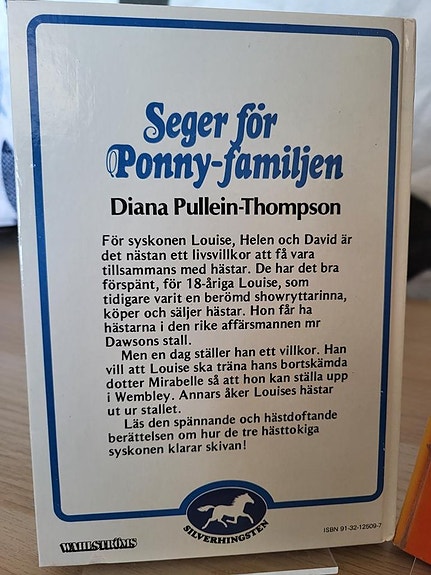 Seger för
Ponny-familjen
Diana Pullein-Thompson
För syskonen Louise, Helen och David är
det nästan ett livsvillkor att få vara
tillsammans med hästar. De har det bra
förspänt, för 18-åriga Louise, som
tidigare varit en berömd showryttarinna,
köper och säljer hästar. Hon får ha
hästarna i den rike affärsmannen mr
Dawsons stall.
Men en dag ställer han ett villkor. Han
vill att Louise ska träna hans bortskämda
dotter Mirabelle så att hon kan ställa upp
i Wembley. Annars åker Louises hästar
ut ur stallet.
Läs den spännande och hästdoftande
berättelsen om hur de tre hästtokiga
syskonen klarar skivan!
SILVERHINGSTEN
WAHLSTRÖMS
ISBN 91-32-12509-7